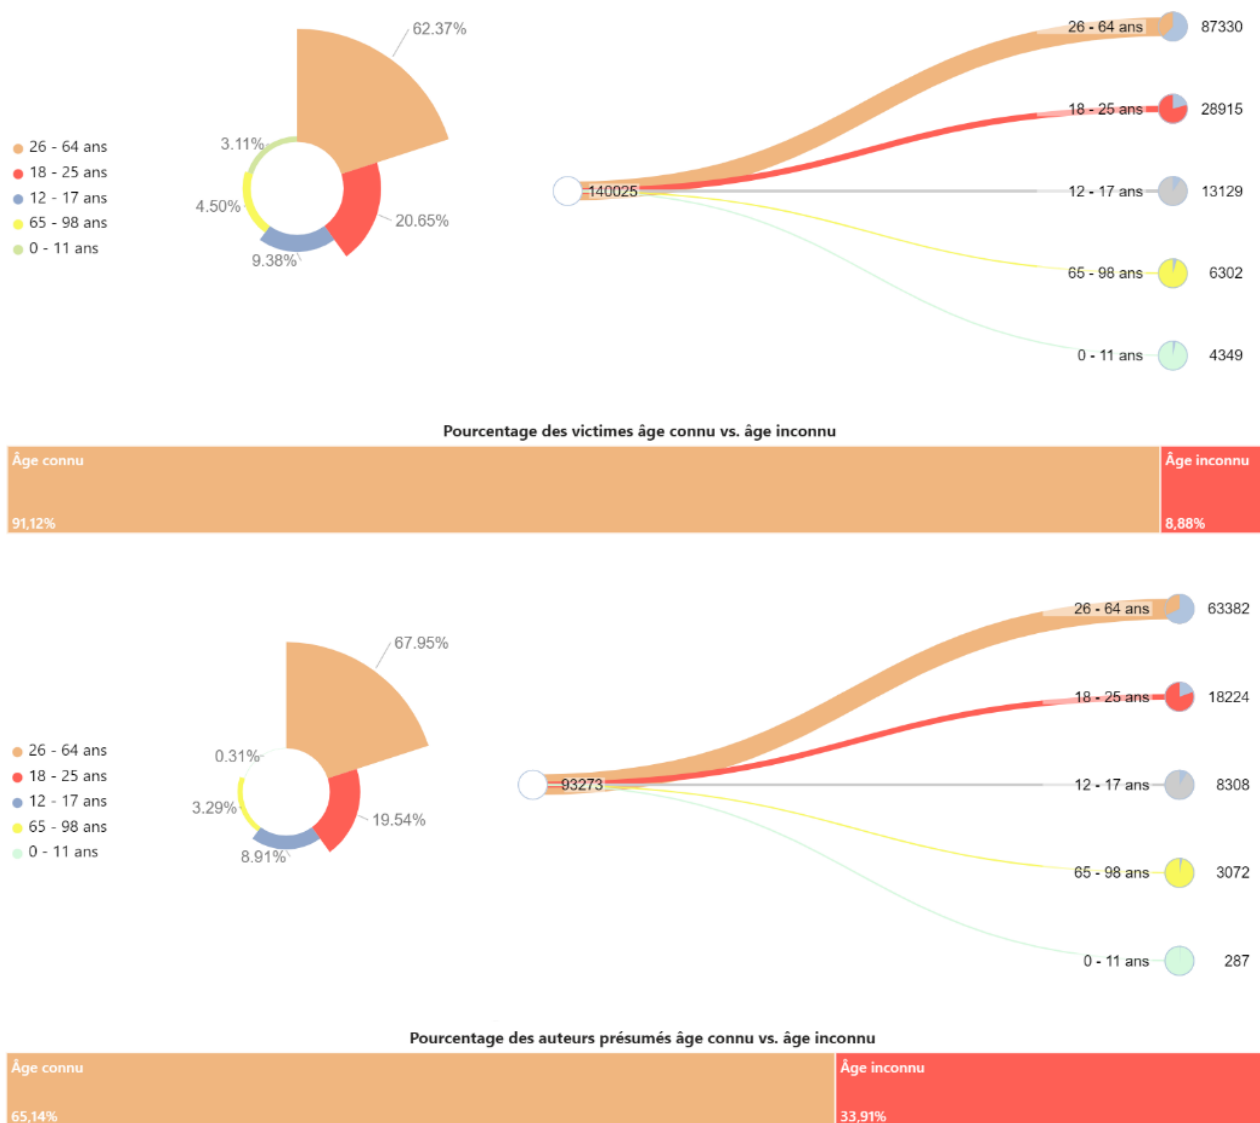 62.37%
3.11%
4.50%
9.38%
20.65%
26 - 64 ans
18 - 25 ans
12 - 17 ans
65 - 98 ans
0 - 11 ans
140025
26 - 64 ans 87330
18 - 25 ans 28915
12 - 17 ans 13129
65 - 98 ans 6302
0 - 11 ans 4349
Pourcentage des victimes âge connu vs. âge inconnu
Âge connu
91,12%
Âge inconnu
8,88%
67.95%
0.31%
3.29%
8.91%
19.54%
26 - 64 ans
18 - 25 ans
12 - 17 ans
65 - 98 ans
0 - 11 ans
93273
26 - 64 ans 63382
18 - 25 ans 18224
12 - 17 ans 8308
65 - 98 ans 3072
0 - 11 ans 287
Pourcentage des auteurs présumés âge connu vs. âge inconnu
Âge connu
65,14%
Âge inconnu
33,91%